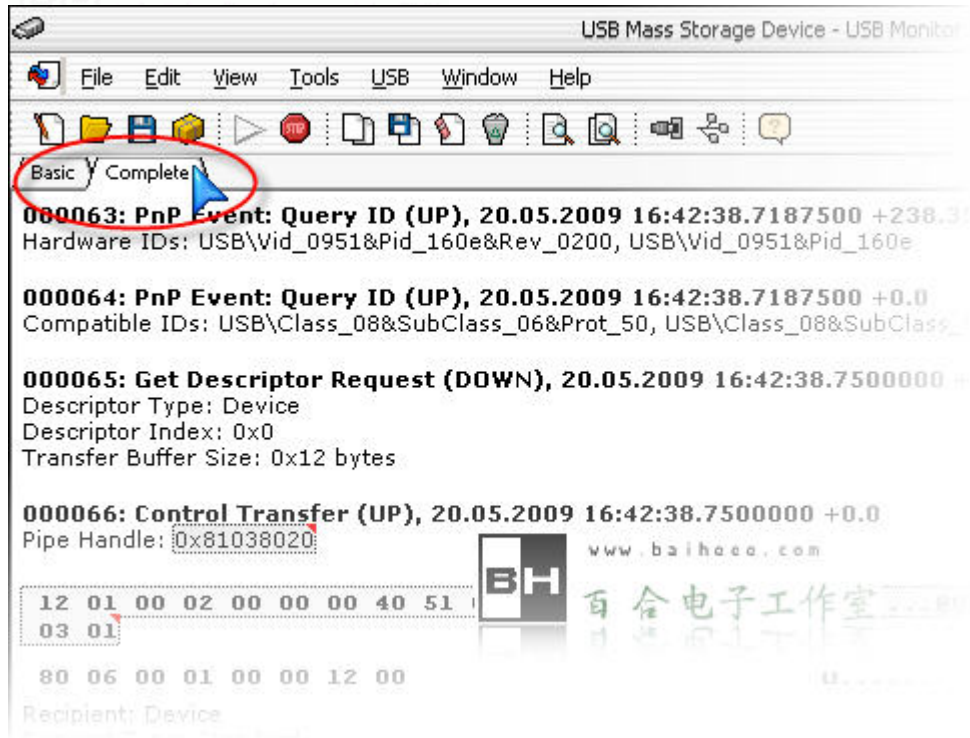 USB Mass Storage Device - USB Monitor
File Edit View Tools USB Window Help
STOP
Basic Complete
000063: PnP Event: Query ID (UP), 20.05.2009 16:42:38.7187500
Hardware IDs: USB\Vid_0951&Pid_160e&Rev_0200, USB\Vid_0951&Pid_160e
000064: PnP Event: Query ID (UP), 20.05.2009 16:42:38.7187500 +0.0
Compatible IDs: USB\Class_08&SubClass_06&Prot_50, USB\Class_08&SubClass_
000065: Get Descriptor Request (DOWN), 20.05.2009 16:42:38.7500000
Descriptor Type: Device
Descriptor Index: 0x0
Transfer Buffer Size: 0x12 bytes
000066: Control Transfer (UP), 20.05.2009 16:42:38.7500000 +0.0
Pipe Handle: 0x81038020
BH
百合电子工作室
12 01 00 02 00 00 00 40 51
03 01
80 06 00 01 00 00 12 00
Recipient: Device